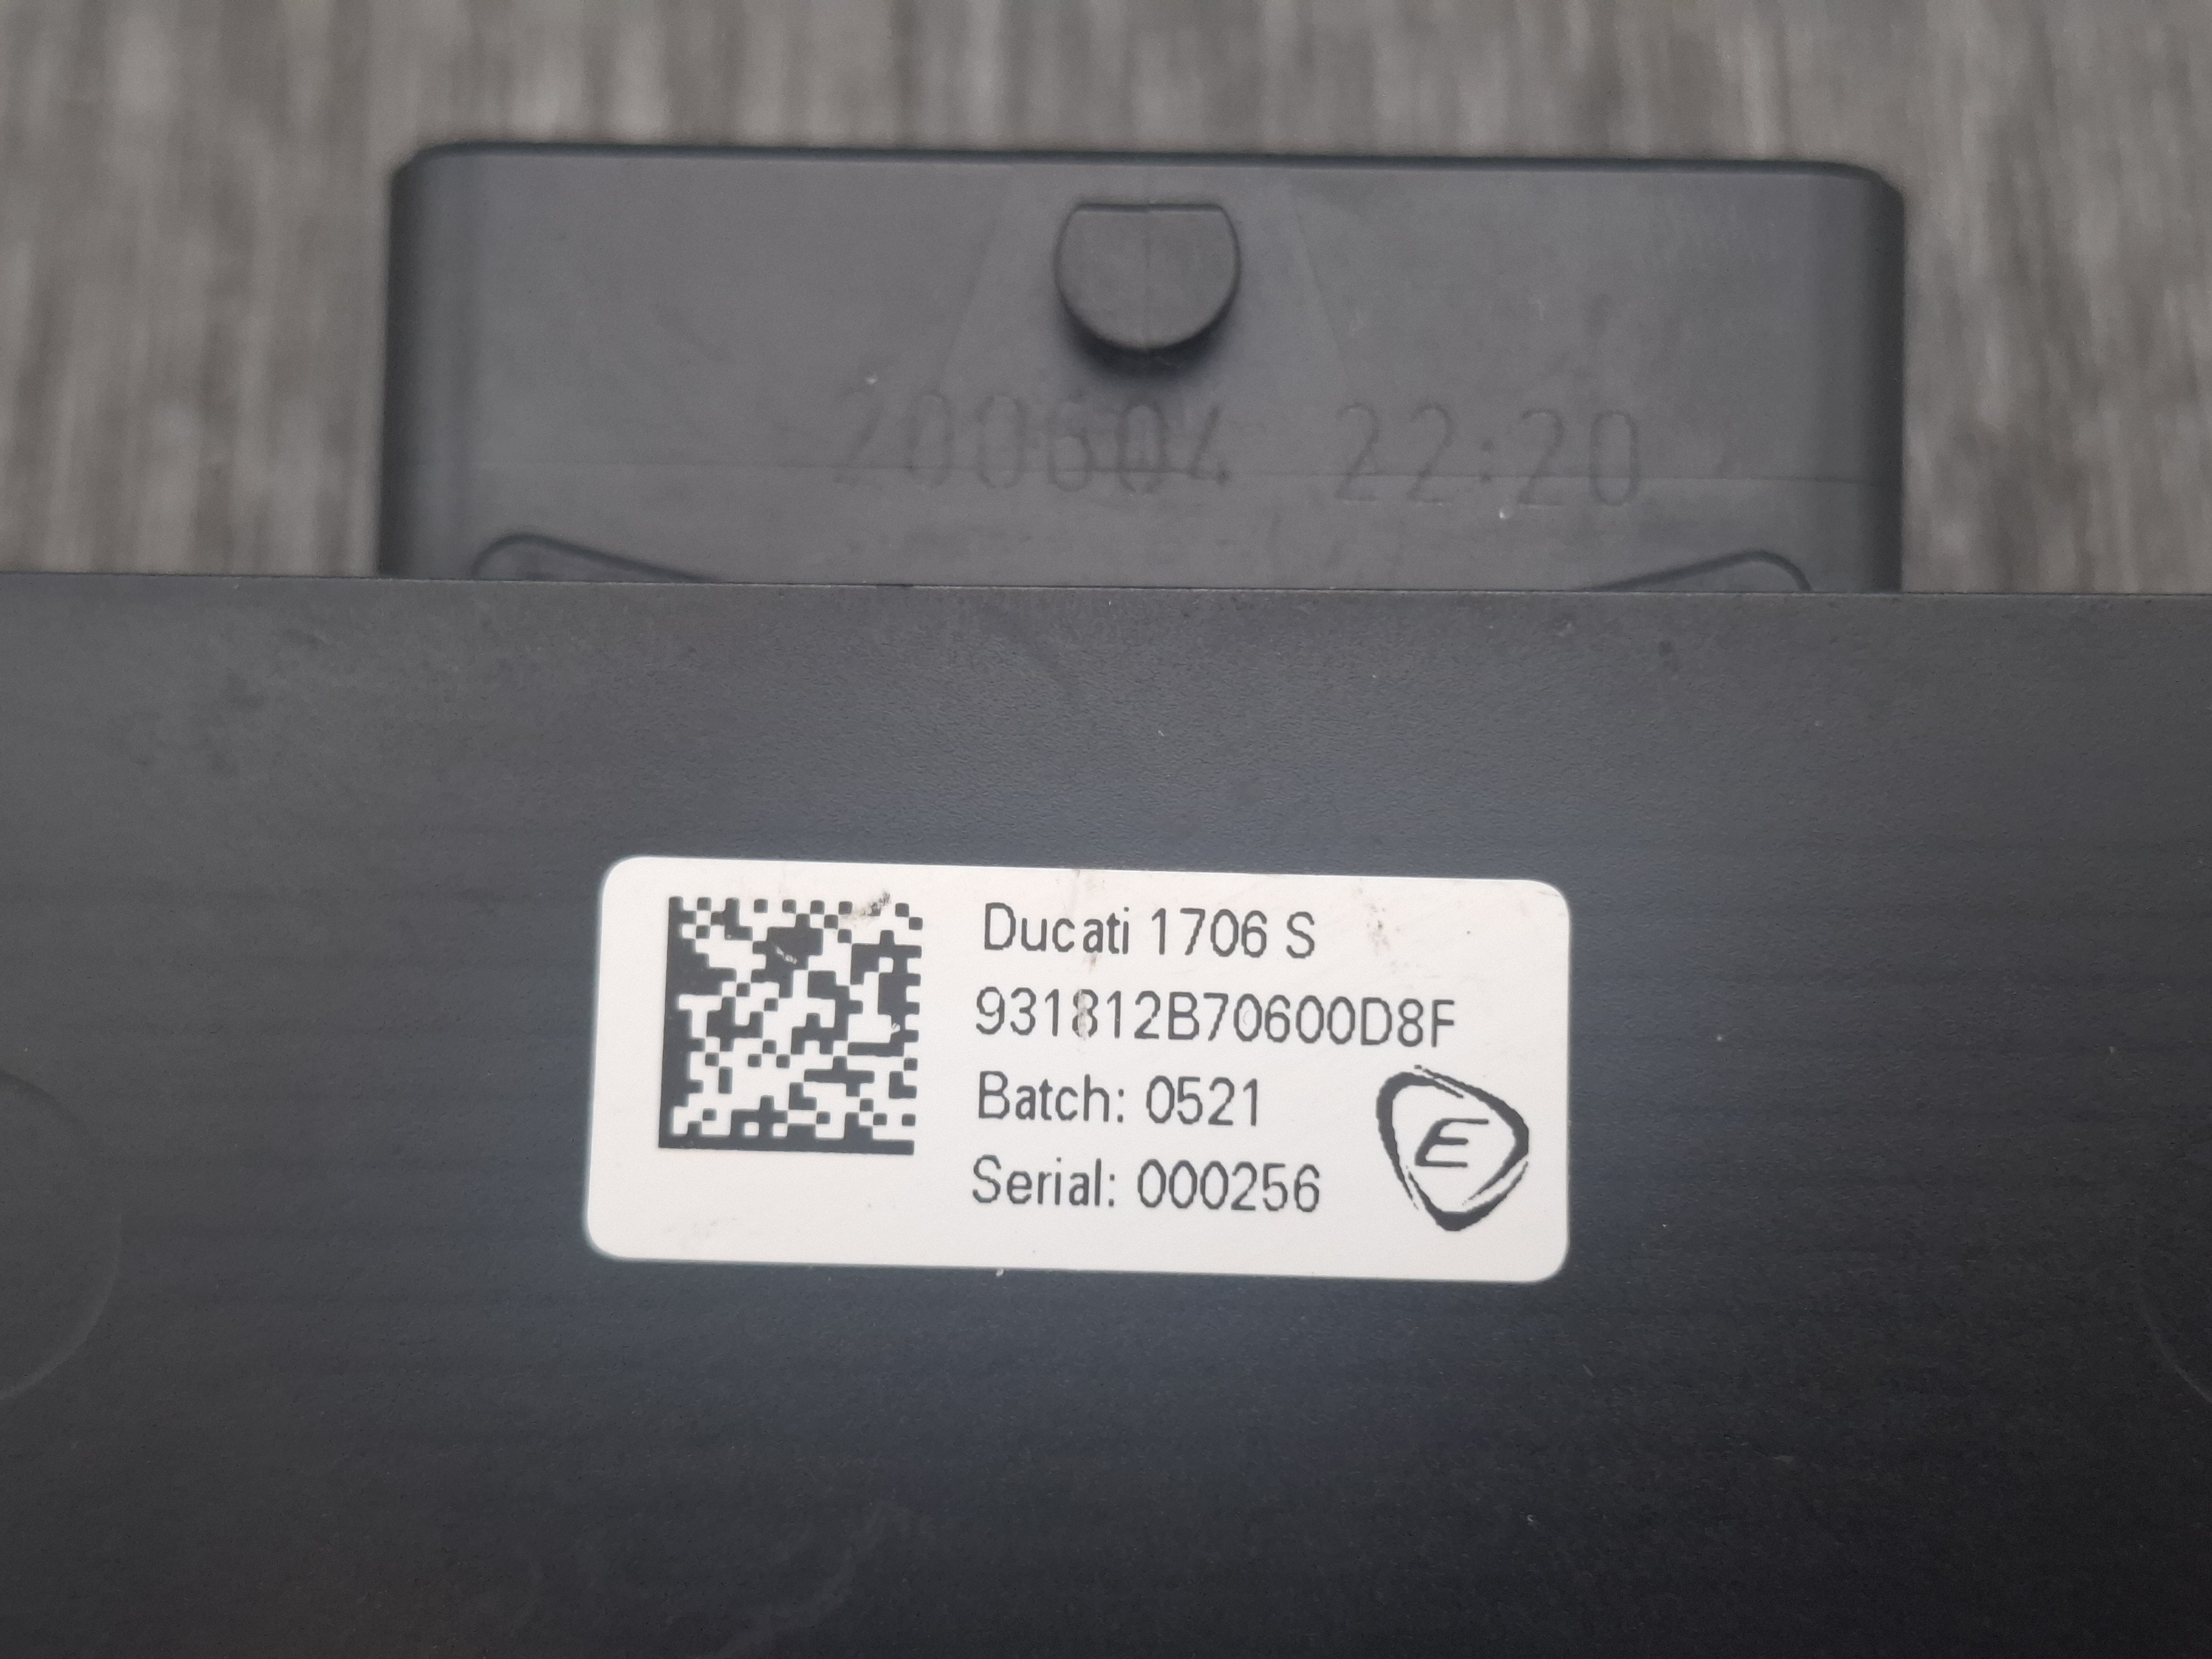 200604 22:20
Ducati 1706 S
931812B70600D8F
Batch: 0521
Serial: 000256
E